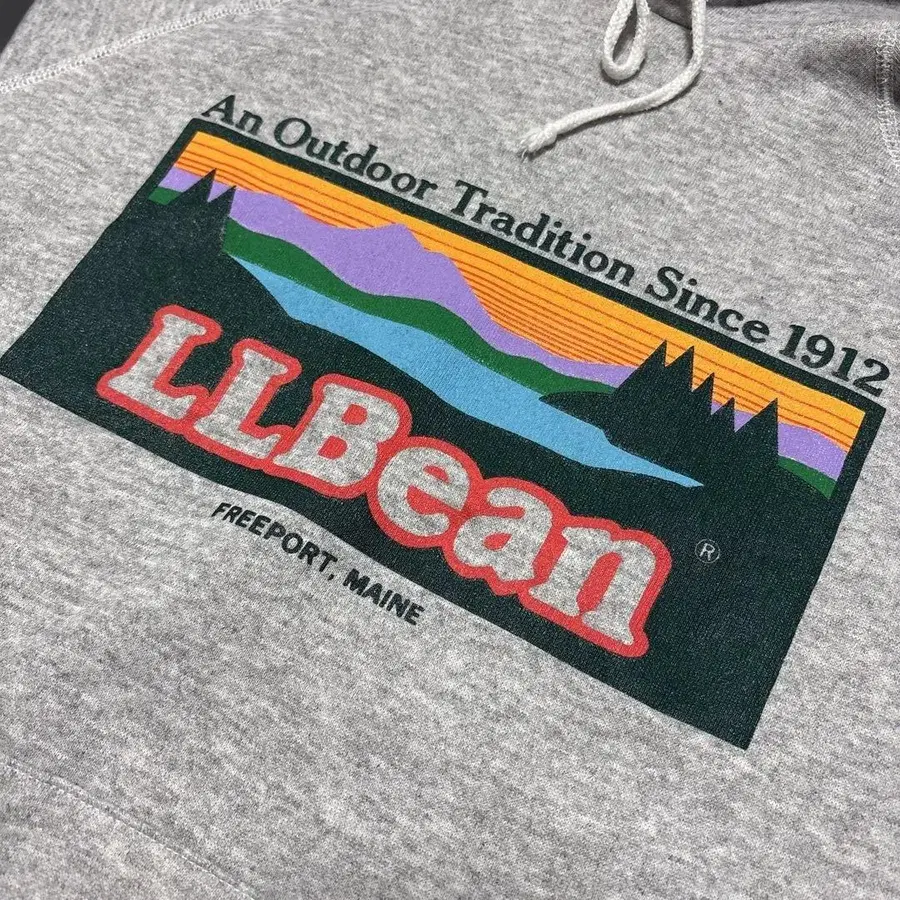 An Outdoor Tradition Since 1912
LLBean ®
FREEPORT, MAINE